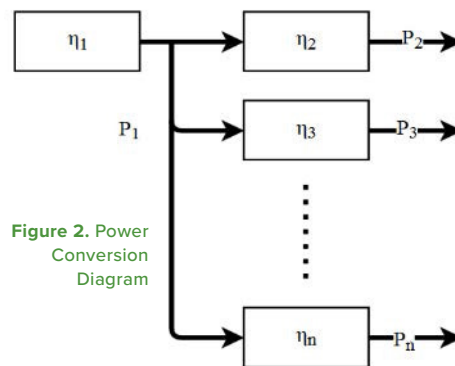 η₁
η₂
P₂
P₁
η₃
P₃
Figure 2. Power
Conversion
Diagram
ηₙ
Pₙ